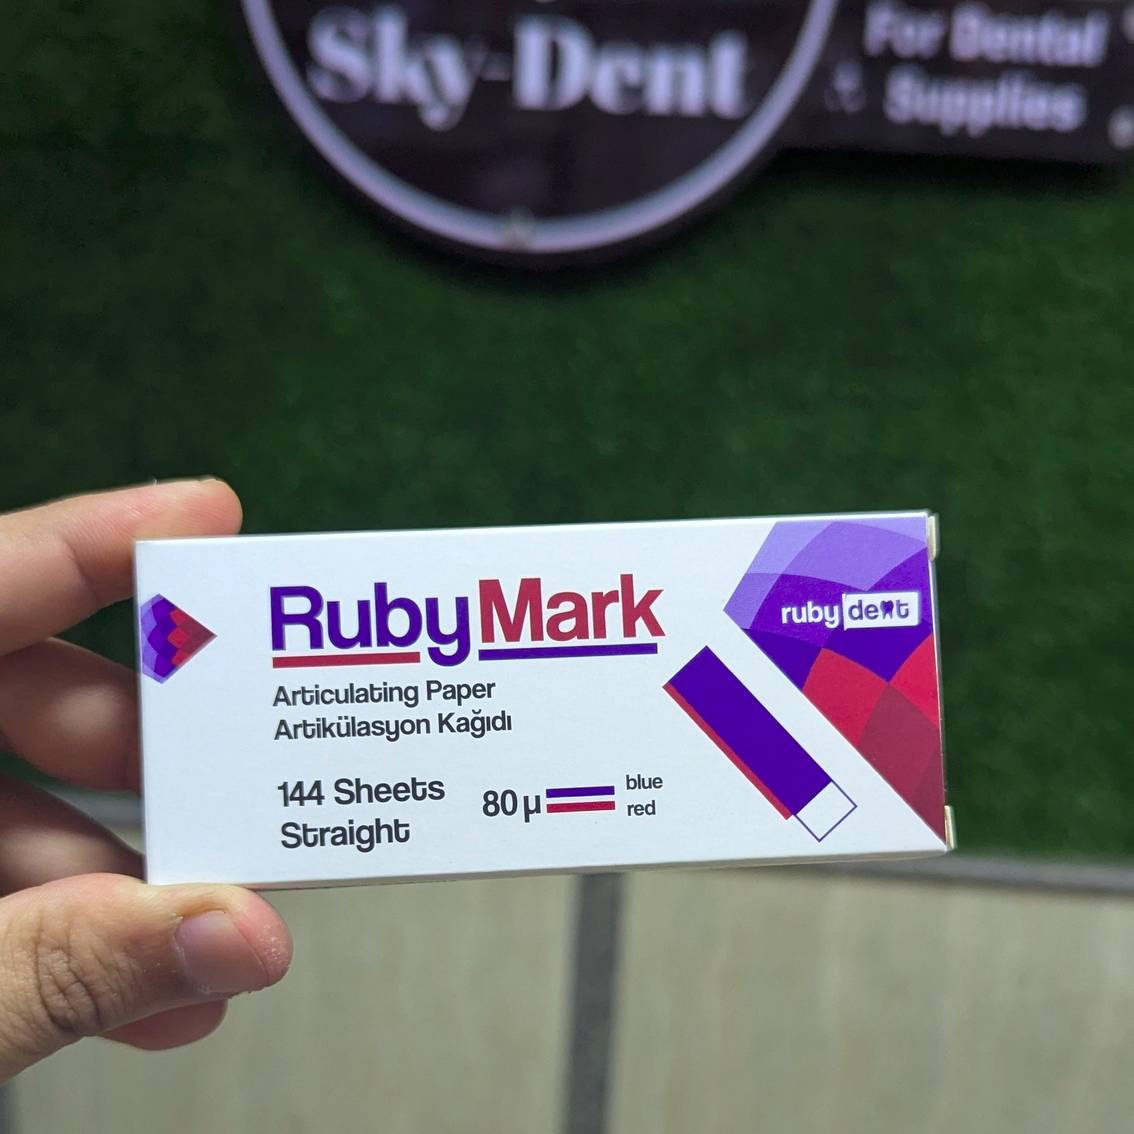 Sky-Dent
For Dental
Supplies
RubyMark
ruby dent
Articulating Paper
Artikülasyon Kağıdı
144 Sheets
Straight
80µ
blue
red